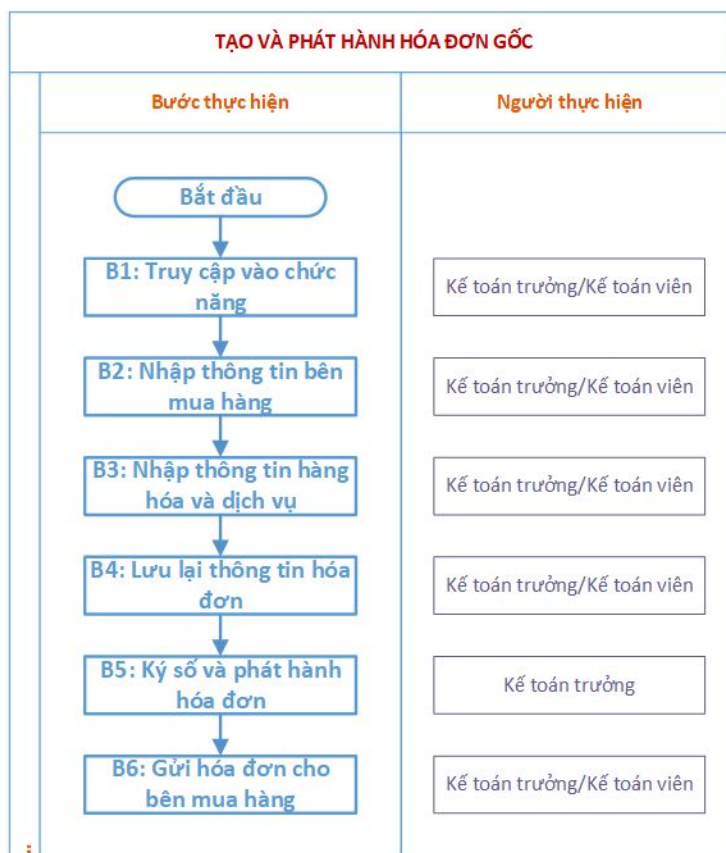 TẠO VÀ PHÁT HÀNH HÓA ĐƠN GỐC
Bước thực hiện
Người thực hiện
Bắt đầu
B1: Truy cập vào chức
năng
Kế toán trưởng/Kế toán viên
B2: Nhập thông tin bên
mua hàng
Kế toán trưởng/Kế toán viên
B3: Nhập thông tin hàng
hóa và dịch vụ
Kế toán trưởng/Kế toán viên
B4: Lưu lại thông tin hóa
đơn
Kế toán trưởng/Kế toán viên
B5: Ký số và phát hành
hóa đơn
Kế toán trưởng
B6: Gửi hóa đơn cho
bên mua hàng
Kế toán trưởng/Kế toán viên